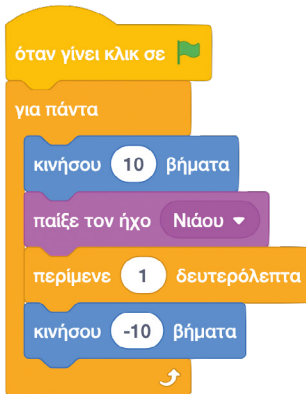 όταν γίνει κλικ σε
για πάντα
κινήσου 10 βήματα
παίξε τον ήχο Νιάου
περίμενε 1 δευτερόλεπτα
κινήσου -10 βήματα